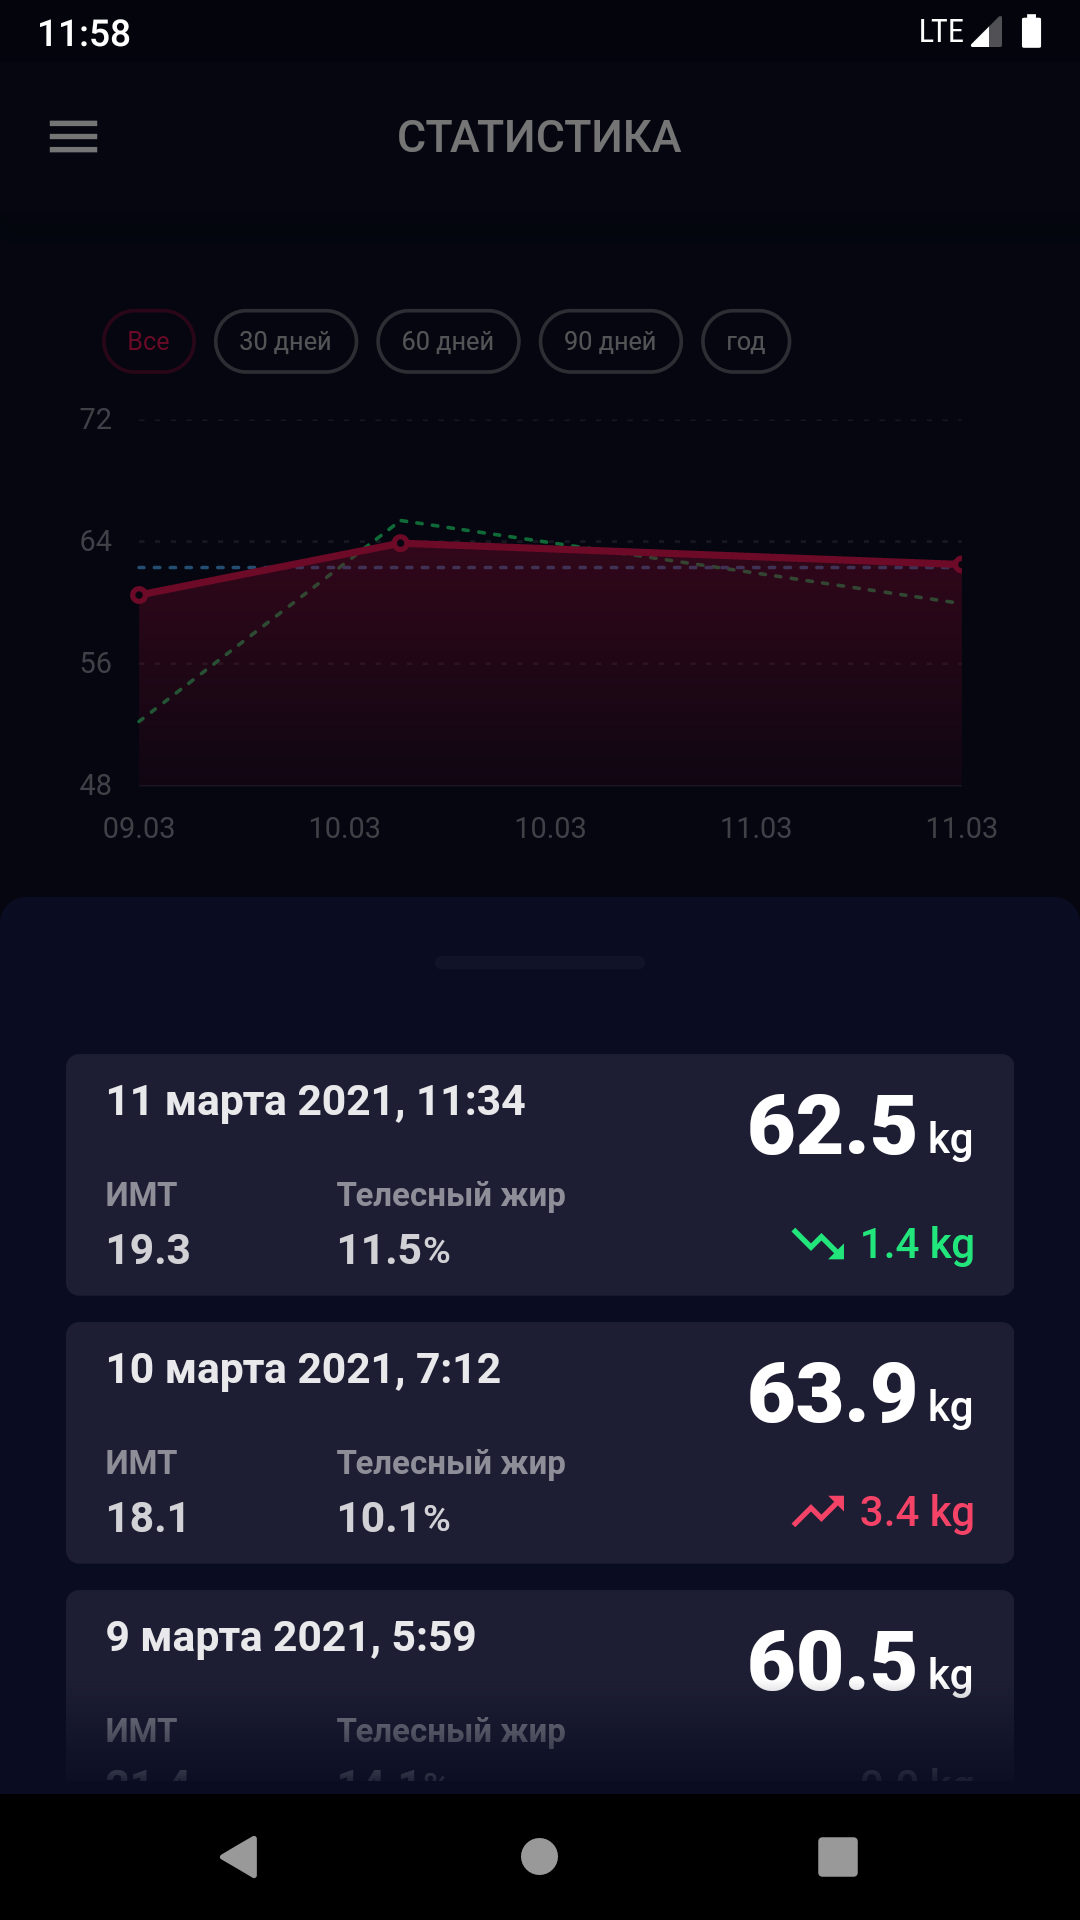 11:58 LTE
СТАТИСТИКА
Все 30 дней 60 дней 90 дней год
72
64
56
48
09.03 10.03 10.03 11.03 11.03
11 марта 2021, 11:34
62.5 kg
ИМТ Телесный жир
19.3 11.5% 1.4 kg
10 марта 2021, 7:12
63.9 kg
ИМТ Телесный жир
18.1 10.1% 3.4 kg
9 марта 2021, 5:59
60.5 kg
ИМТ Телесный жир